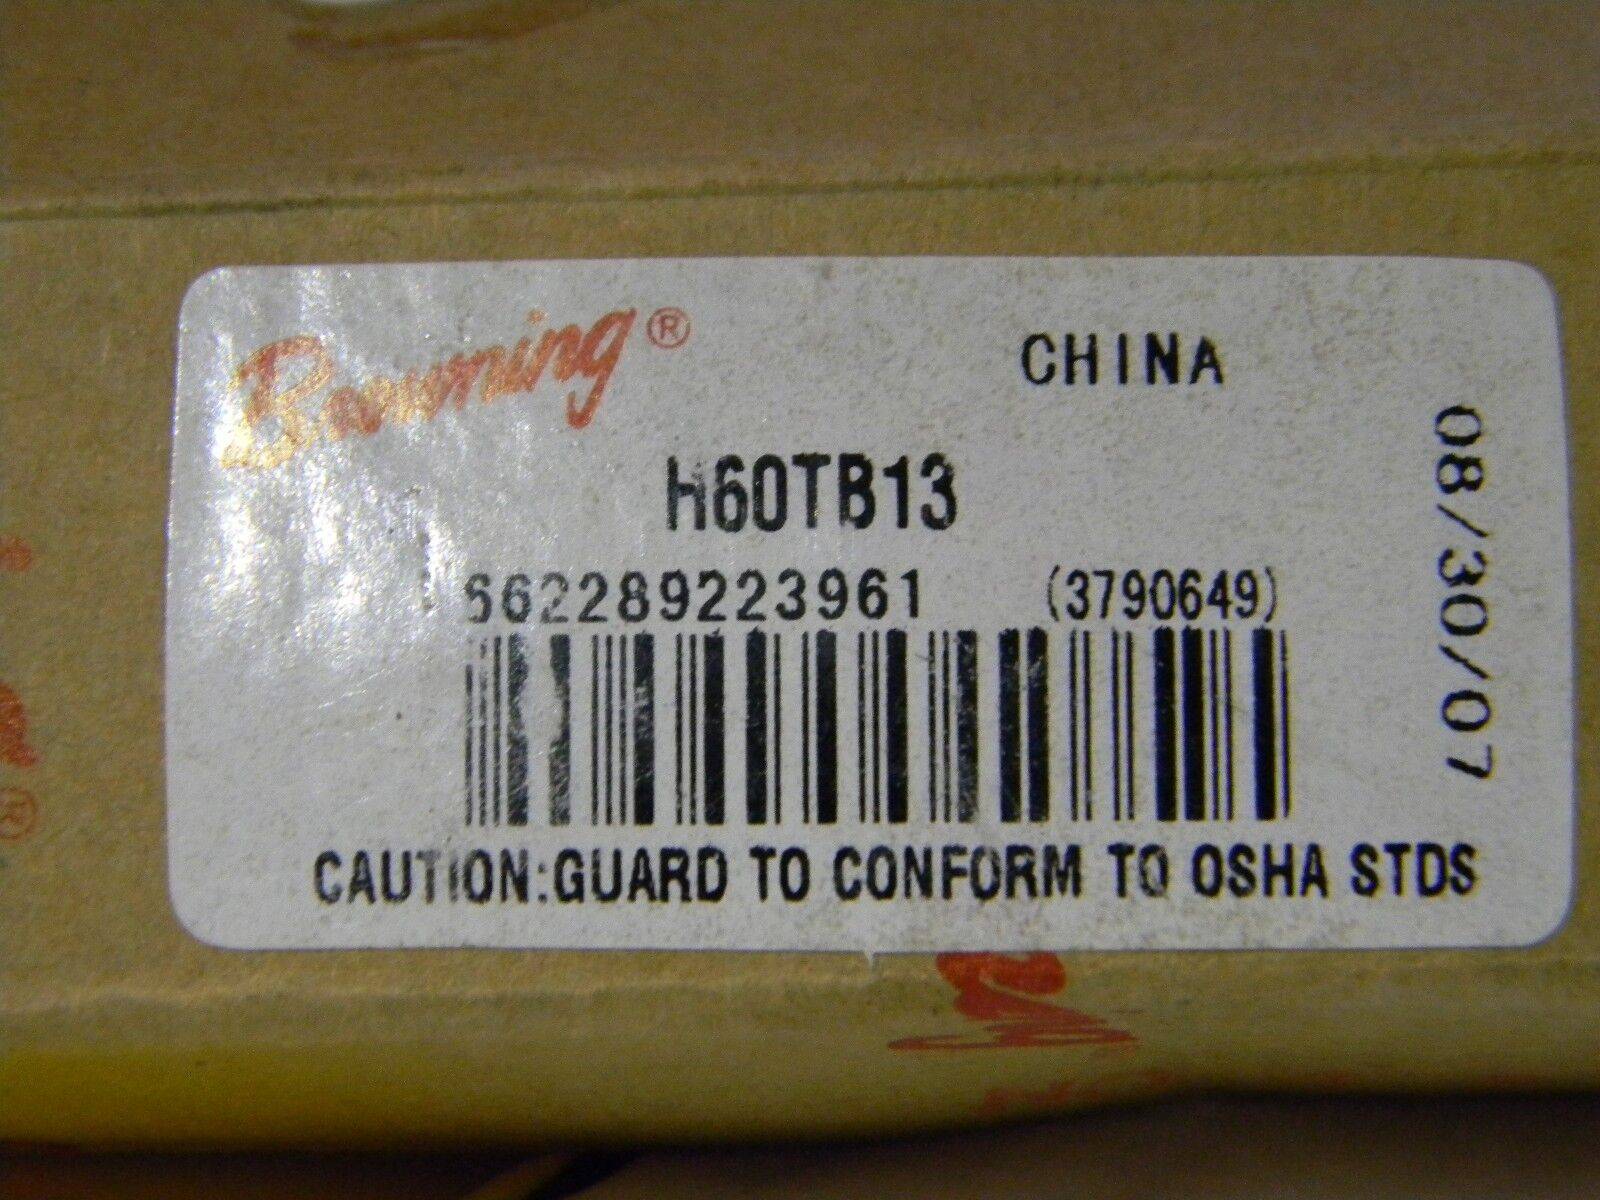 Browning®
CHINA
H60TB13
662289223961 (3790649)
CAUTION:GUARD TO CONFORM TO OSHA STDS
08/30/07
®